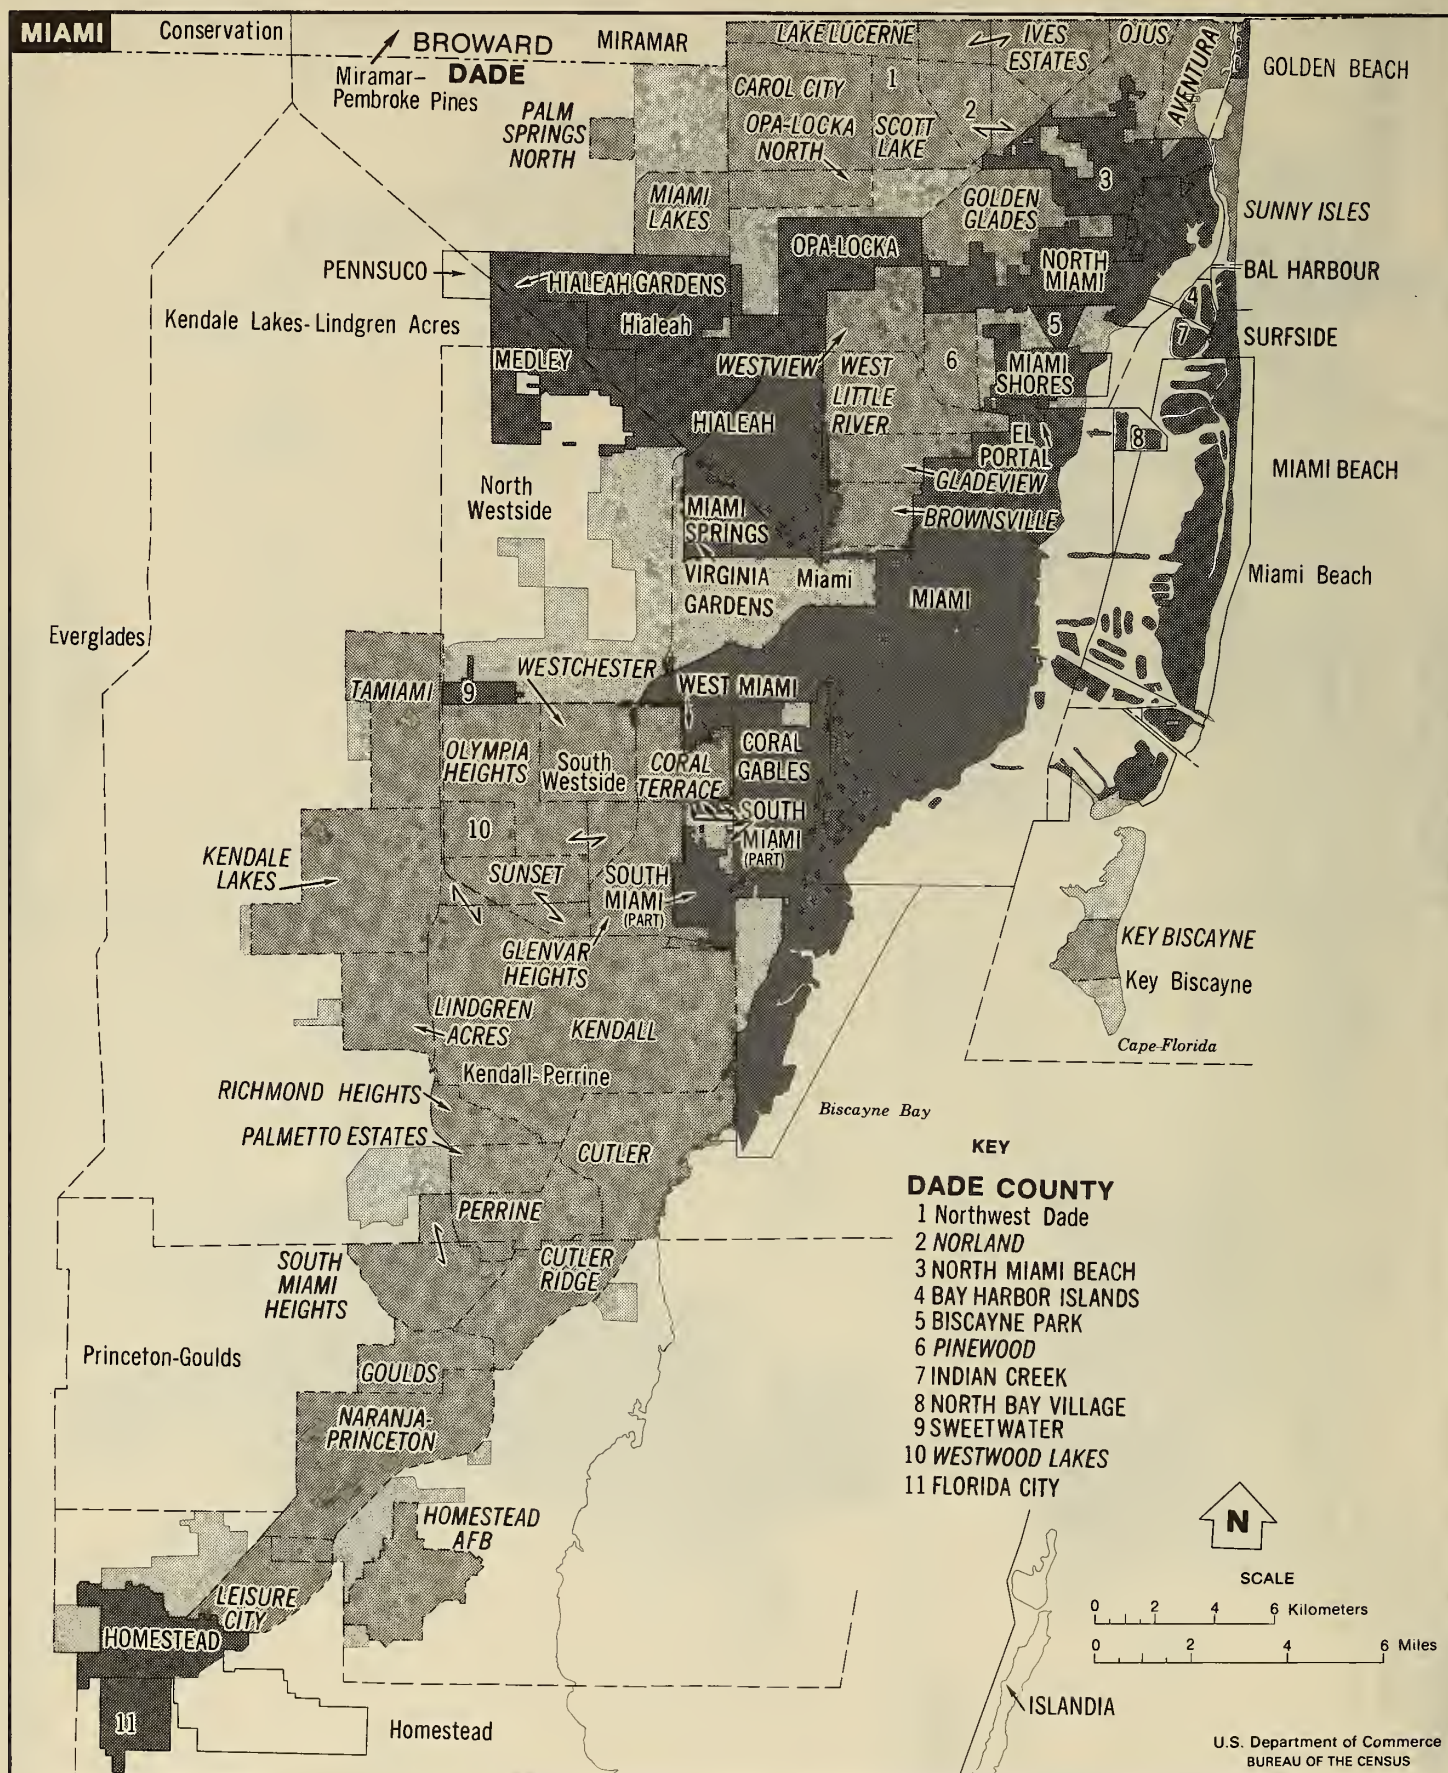 MIAMI
Conservation
BROWARD
DADE
Miramar–
Pembroke Pines
MIRAMAR
LAKE LUCERNE
IVES
ESTATES
OJUS
AVENTURA
GOLDEN BEACH
CAROL CITY
1
2
PALM
SPRINGS
NORTH
OPA-LOCKA
NORTH
SCOTT
LAKE
3
MIAMI
LAKES
GOLDEN
GLADES
SUNNY ISLES
OPA-LOCKA
NORTH
MIAMI
BAL HARBOUR
PENNSUCO
HIALEAH GARDENS
4
Kendale Lakes-Lindgren Acres
Hialeah
5
7
SURFSIDE
MEDLEY
WESTVIEW
WEST
LITTLE
RIVER
6
MIAMI
SHORES
HIALEAH
EL
PORTAL
8
GLADEVIEW
MIAMI BEACH
North
Westside
MIAMI
SPRINGS
BROWNSVILLE
VIRGINIA
GARDENS
Miami
MIAMI
Miami Beach
Everglades
WESTCHESTER
TAMIAMI
9
WEST MIAMI
OLYMPIA
HEIGHTS
South
Westside
CORAL
TERRACE
CORAL
GABLES
10
SOUTH
MIAMI
(PART)
KENDALE
LAKES
SUNSET
SOUTH
MIAMI
(PART)
GLENVAR
HEIGHTS
KEY BISCAYNE
Key Biscayne
LINDGREN
ACRES
KENDALL
Cape Florida
Kendall-Perrine
RICHMOND HEIGHTS
Biscayne Bay
PALMETTO ESTATES
CUTLER
PERRINE
SOUTH
MIAMI
HEIGHTS
CUTLER
RIDGE
Princeton-Goulds
GOULDS
NARANJA-
PRINCETON
HOMESTEAD
AFB
LEISURE
CITY
HOMESTEAD
11
Homestead
ISLANDIA
KEY
DADE COUNTY
1 Northwest Dade
2 NORLAND
3 NORTH MIAMI BEACH
4 BAY HARBOR ISLANDS
5 BISCAYNE PARK
6 PINEWOOD
7 INDIAN CREEK
8 NORTH BAY VILLAGE
9 SWEETWATER
10 WESTWOOD LAKES
11 FLORIDA CITY
N
SCALE
0 2 4 6 Kilometers
0 2 4 6 Miles
U.S. Department of Commerce
BUREAU OF THE CENSUS